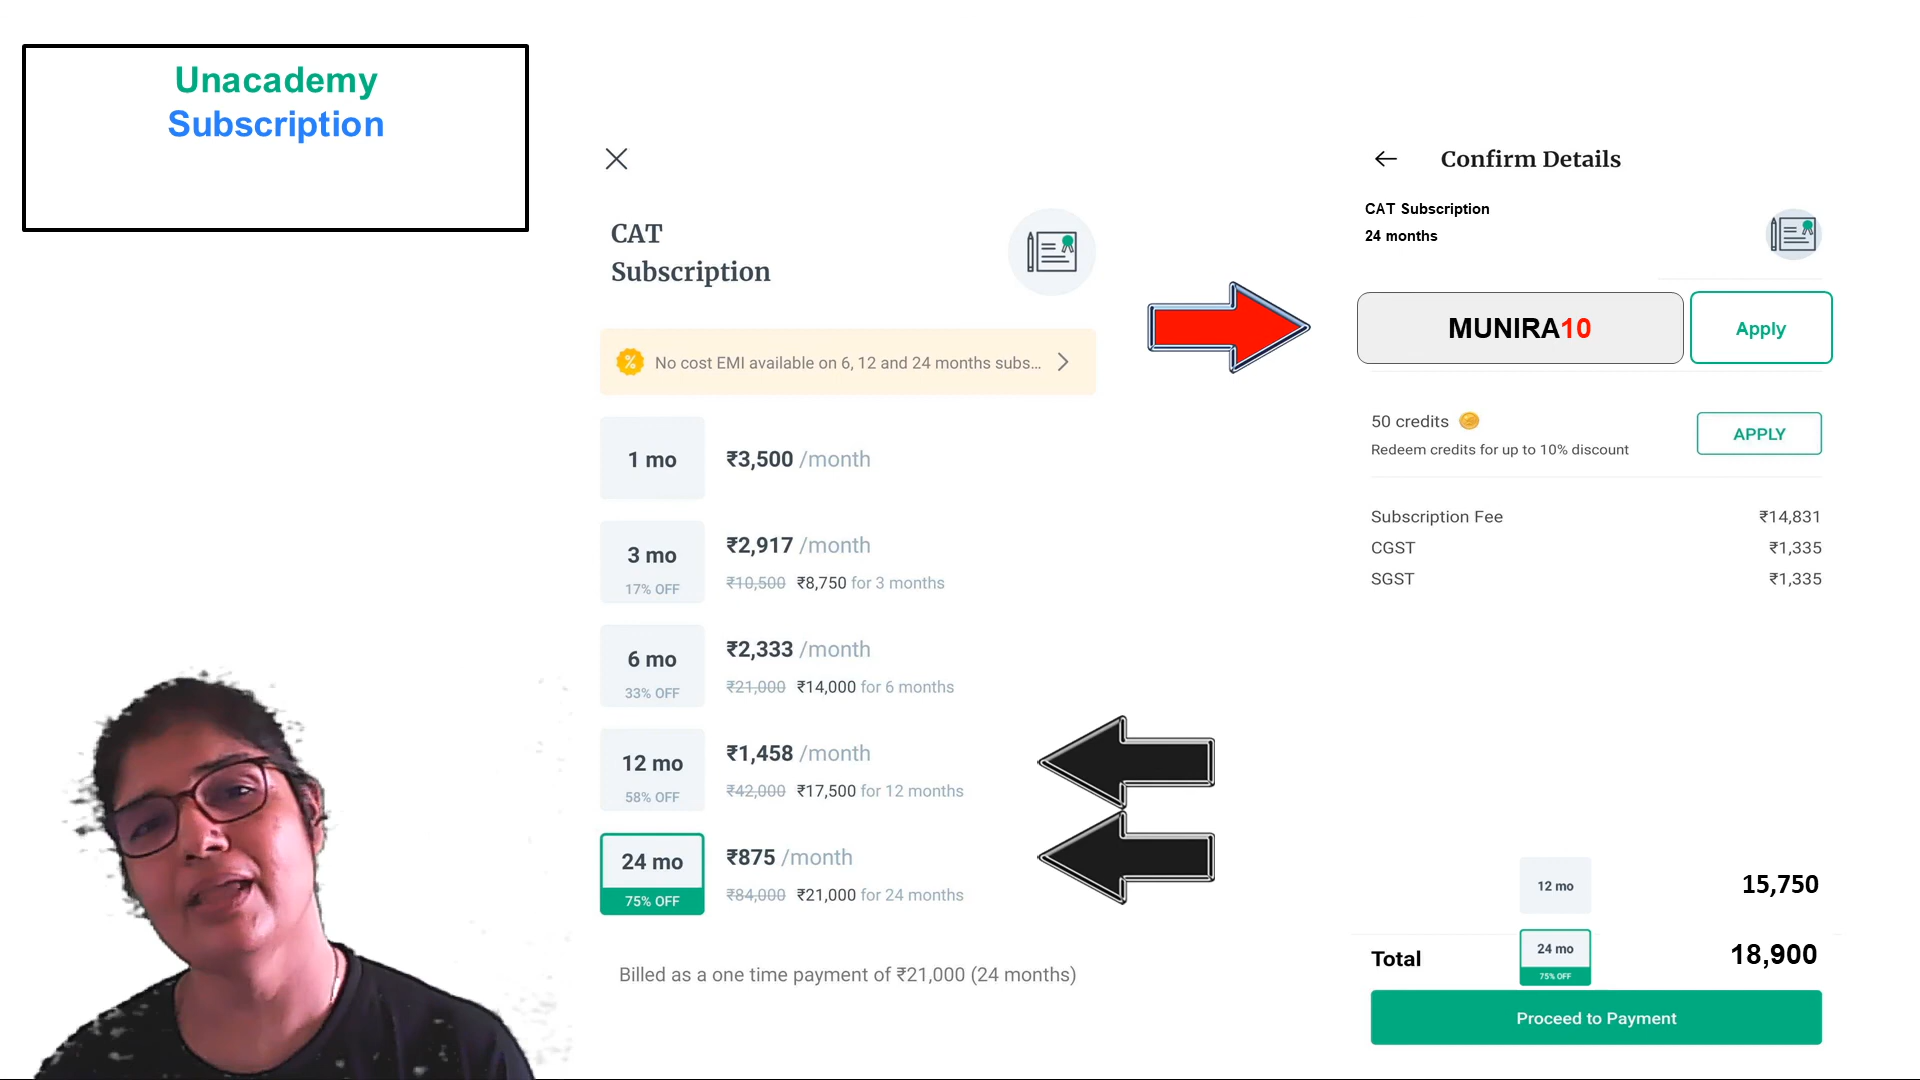 Unacademy
Subscription
CAT
Subscription
No cost EMI available on 6, 12 and 24 months subs...
1 mo
₹3,500 /month
3 mo
17% OFF
₹2,917 /month
₹10,500 ₹8,750 for 3 months
6 mo
33% OFF
₹2,333 /month
₹21,000 ₹14,000 for 6 months
12 mo
58% OFF
₹1,458 /month
₹42,000 ₹17,500 for 12 months
24 mo
75% OFF
₹875 /month
₹84,000 ₹21,000 for 24 months
Billed as a one time payment of ₹21,000 (24 months)
Confirm Details
CAT Subscription
24 months
MUNIRA10
Apply
50 credits
Redeem credits for up to 10% discount
APPLY
Subscription Fee ₹14,831
CGST ₹1,335
SGST ₹1,335
12 mo 15,750
Total 24 mo 18,900
75% OFF
Proceed to Payment